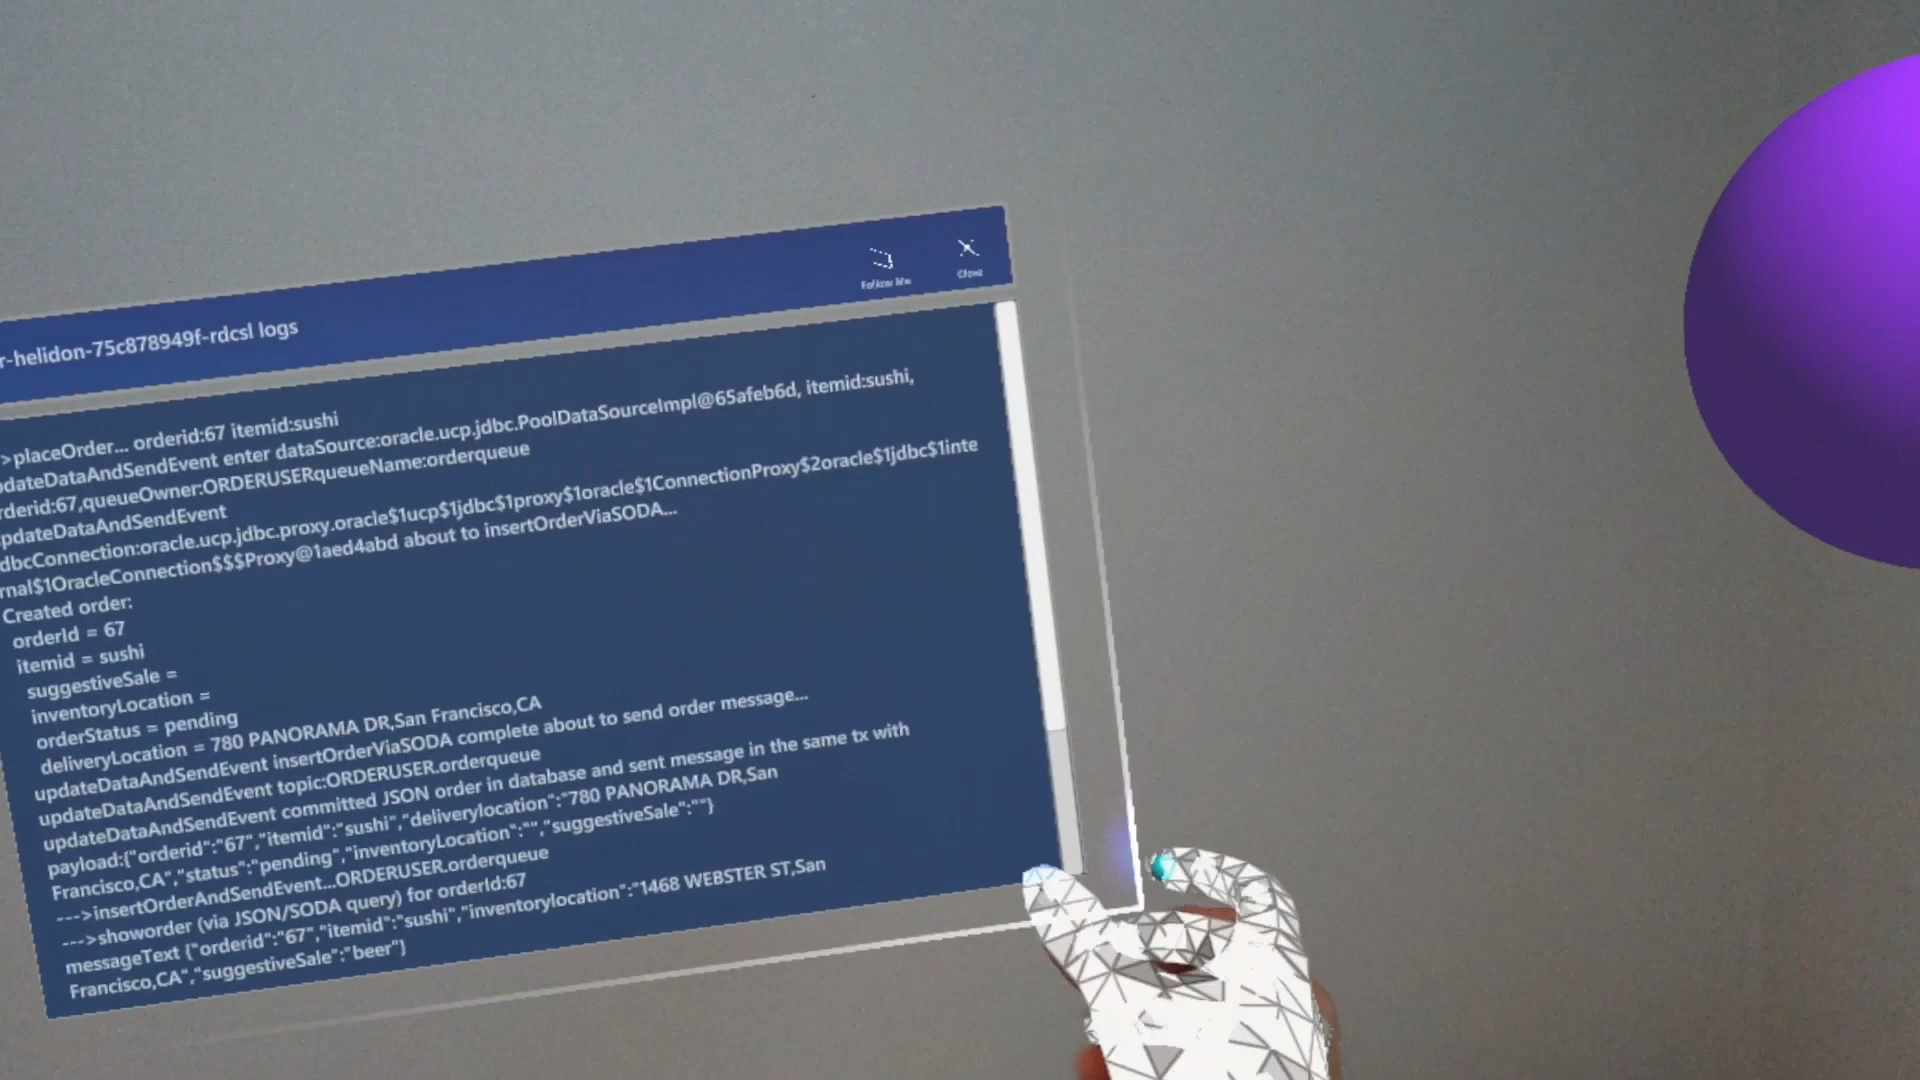 r-helidon-75c878949f-rdcsl logs
Follow Me
Close
>placeOrder... orderid:67 itemid:sushi
pdateDataAndSendEvent enter dataSource:oracle.ucp.jdbc.PoolDataSourceImpl@65afeb6d, itemid:sushi,
rderid:67,queueOwner:ORDERUSERqueueName:orderqueue
pdateDataAndSendEvent
dbcConnection:oracle.ucp.jdbc.proxy.oracle$1ucp$1jdbc$1proxy$1oracle$1ConnectionProxy$2oracle$1jdbc$1inte
rnal$1OracleConnection$$$Proxy@1aed4abd about to insertOrderViaSODA...
Created order:
orderId = 67
itemid = sushi
suggestiveSale =
inventoryLocation =
orderStatus = pending
deliveryLocation = 780 PANORAMA DR,San Francisco,CA
updateDataAndSendEvent insertOrderViaSODA complete about to send order message...
updateDataAndSendEvent topic:ORDERUSER.orderqueue
updateDataAndSendEvent committed JSON order in database and sent message in the same tx with
payload:{"orderid":"67","itemid":"sushi","deliverylocation":"780 PANORAMA DR,San
Francisco,CA","status":"pending","inventoryLocation":"","suggestiveSale":""}
--->insertOrderAndSendEvent...ORDERUSER.orderqueue
--->showorder (via JSON/SODA query) for orderId:67
messageText {"orderid":"67","itemid":"sushi","inventorylocation":"1468 WEBSTER ST,San
Francisco,CA","suggestiveSale":"beer"}